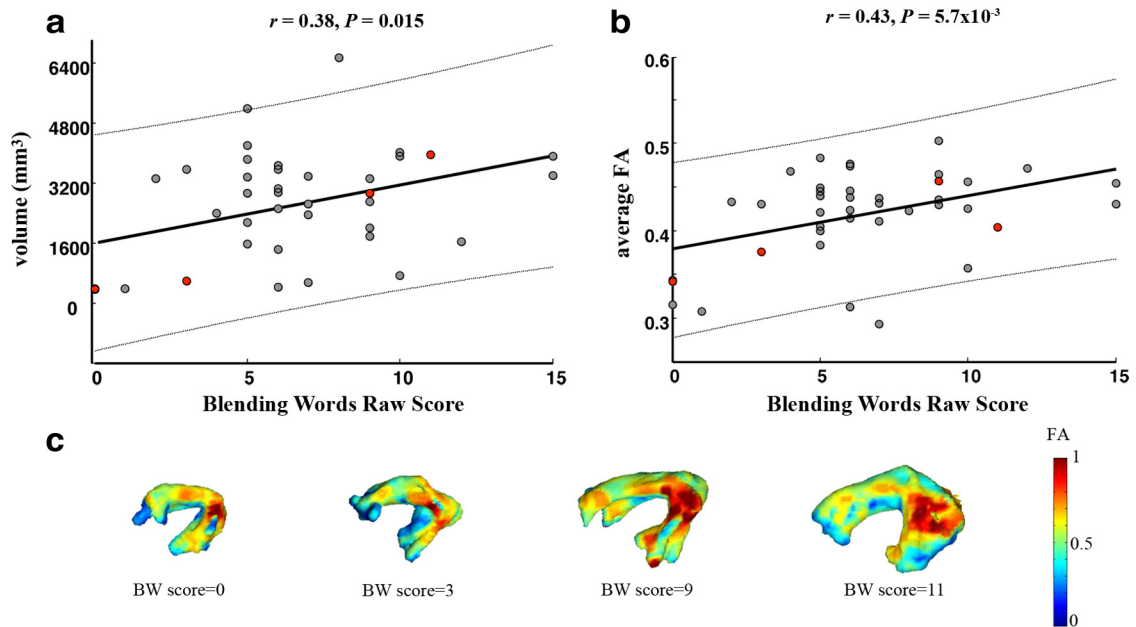 a
r = 0.38, P = 0.015
volume (mm³)
6400
4800
3200
1600
0
0 5 10 15
Blending Words Raw Score
b
r = 0.43, P = 5.7x10⁻³
average FA
0.6
0.5
0.4
0.3
0 5 10 15
Blending Words Raw Score
c
BW score=0
BW score=3
BW score=9
BW score=11
FA
1
0.5
0